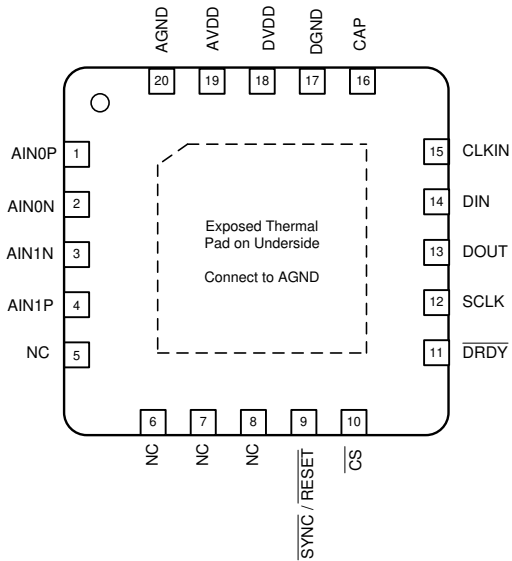 AGND
AVDD
DVDD
DGND
CAP
20
19
18
17
16
AIN0P 1
AIN0N 2
AIN1N 3
AIN1P 4
NC 5
15 CLKIN
14 DIN
13 DOUT
12 SCLK
11 DRDY
Exposed Thermal
Pad on Underside
Connect to AGND
6
7
8
9
10
NC
NC
NC
SYNC / RESET
CS